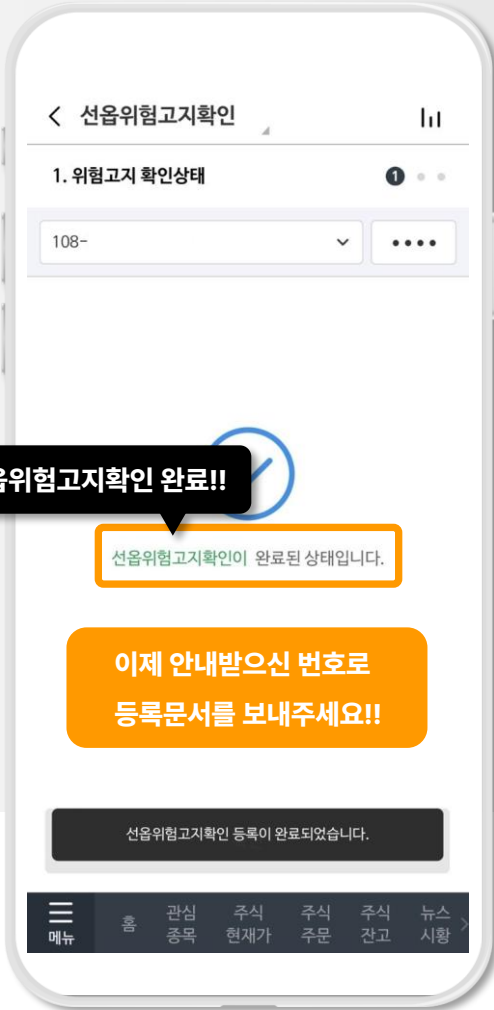 선옵위험고지확인
1. 위험고지 확인상태
1
108-
••••
옵위험고지확인 완료!!
선옵위험고지확인이 완료된 상태입니다.
이제 안내받으신 번호로
등록문서를 보내주세요!!
선옵위험고지확인 등록이 완료되었습니다.
메뉴
홈
관심
종목
주식
현재가
주식
주문
주식
잔고
뉴스
시황